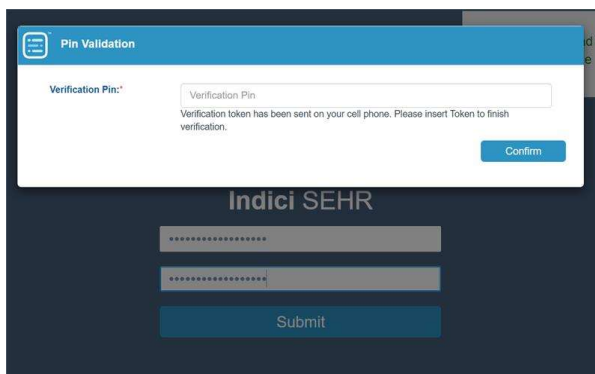 Pin Validation
Verification Pin:*
Verification Pin
Verification token has been sent on your cell phone. Please insert Token to finish
verification.
Confirm
Indici SEHR
••••••••••••••••••
••••••••••••••••••
Submit